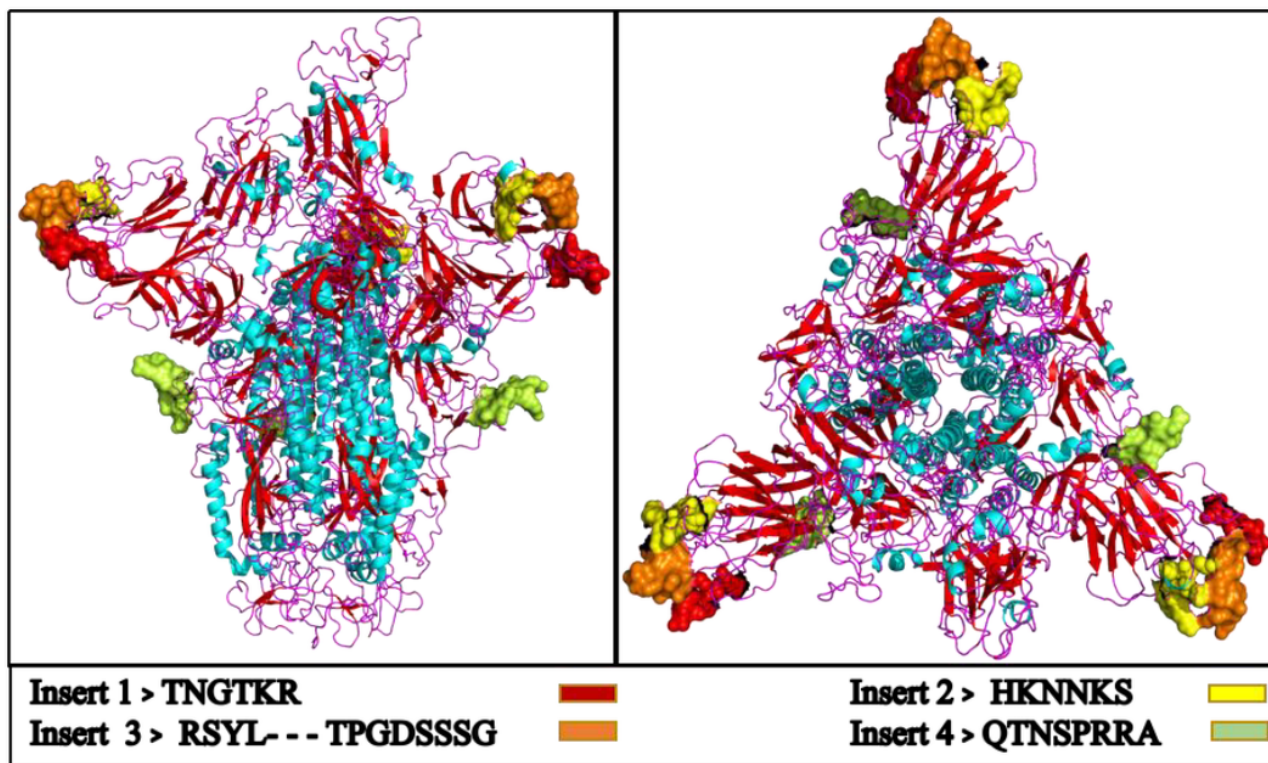 Insert 1 > TNGTKR
Insert 2 > HKNNKS
Insert 3 > RSYL---TPGDSSSG
Insert 4 > QTNSPRRA